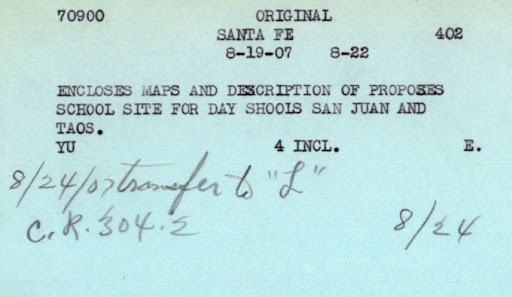 70900 ORIGINAL
SANTA FE 402
8-19-07 8-22
ENCLOSES MAPS AND DESCRIPTION OF PROPOSES
SCHOOL SITE FOR DAY SHOOLS SAN JUAN AND
TAOS.
YU 4 INCL. E.
8/24/07 transfer to "L"
C.R. 304.2
8/24